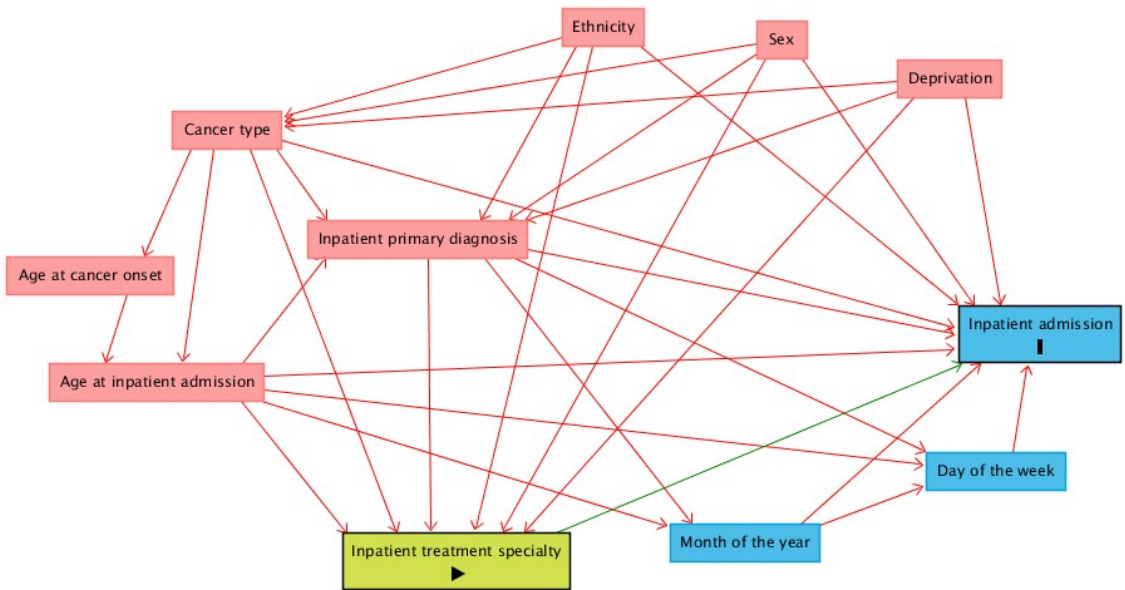 Ethnicity
Sex
Deprivation
Cancer type
Inpatient primary diagnosis
Age at cancer onset
Inpatient admission
Age at inpatient admission
Day of the week
Month of the year
Inpatient treatment specialty